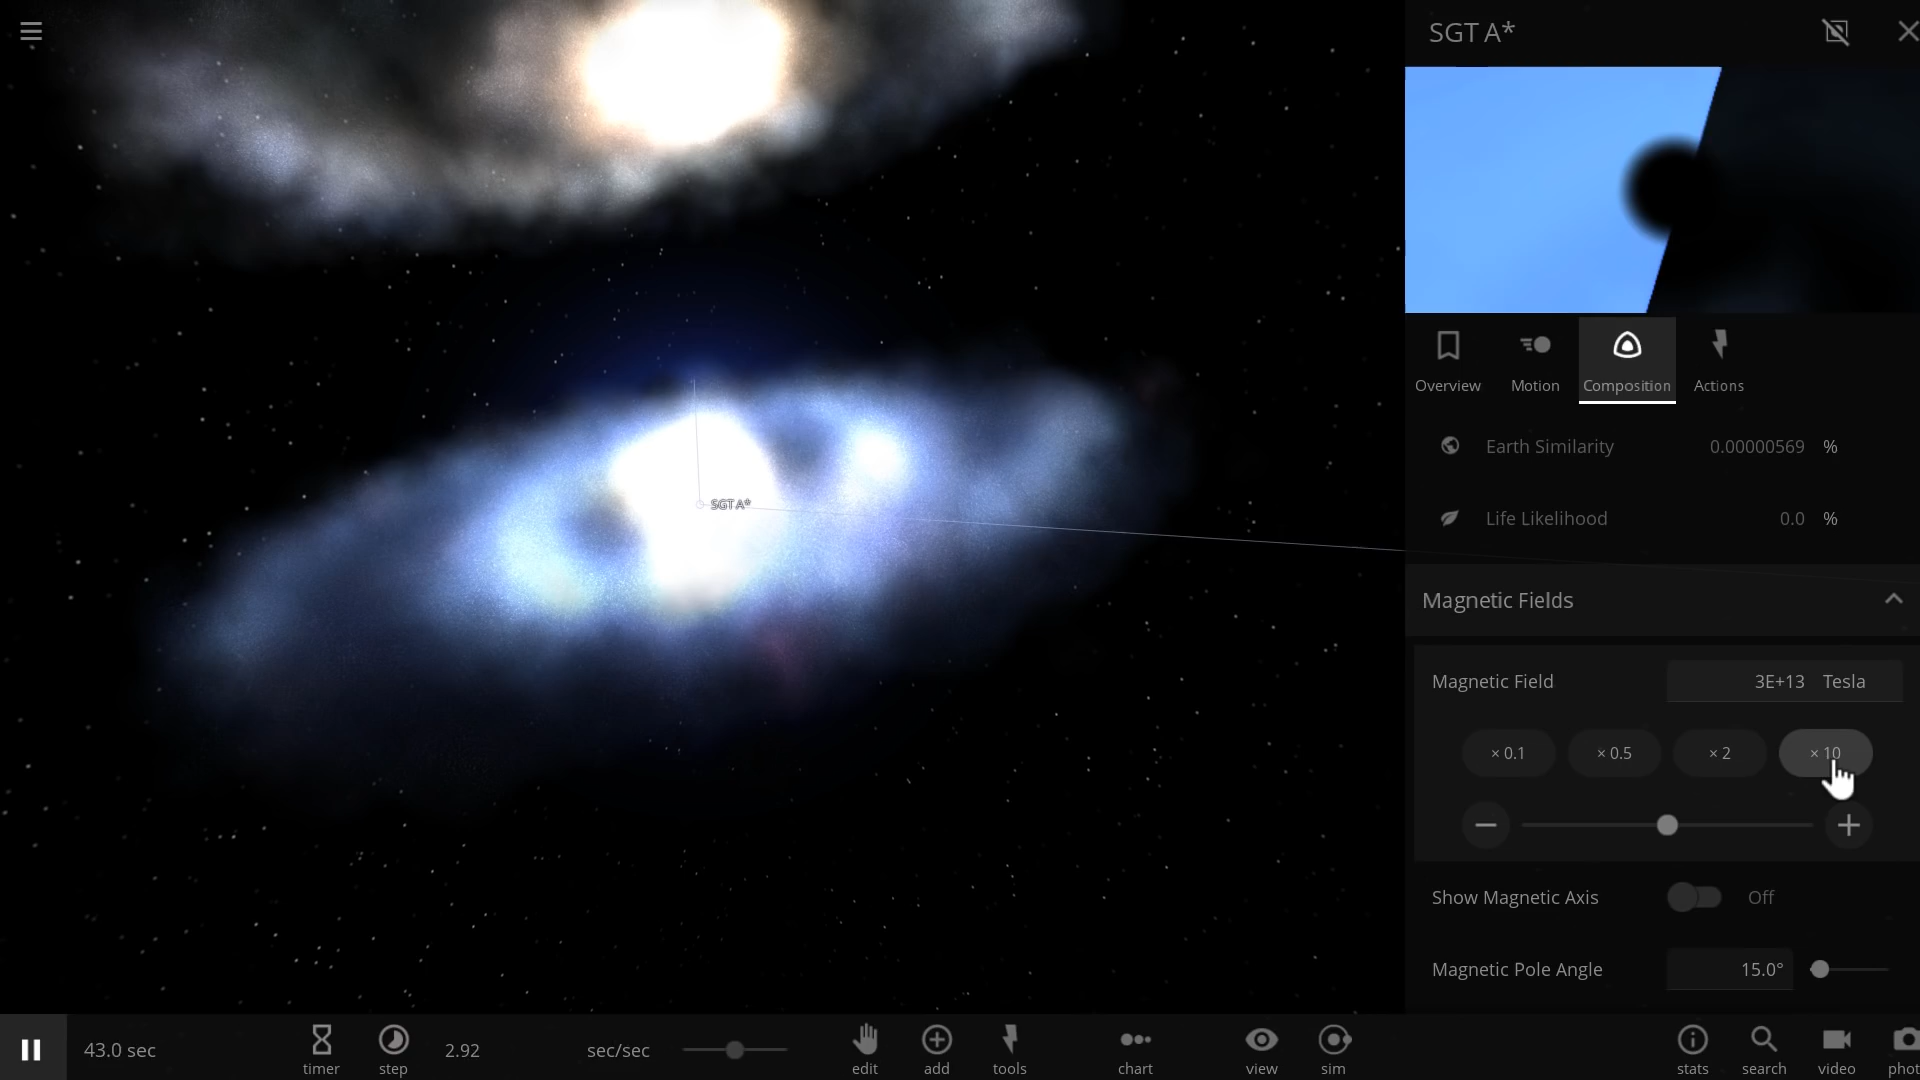 SGT A*
Overview
Motion
Composition
Actions
Earth Similarity 0.00000569 %
SGT A*
Life Likelihood 0.0 %
Magnetic Fields
Magnetic Field 3E+13 Tesla
× 0.1 × 0.5 × 2 × 10
Show Magnetic Axis Off
Magnetic Pole Angle 15.0°
43.0 sec
timer
step
2.92 sec/sec
edit
add
tools
chart
view
sim
stats
search
video
phot